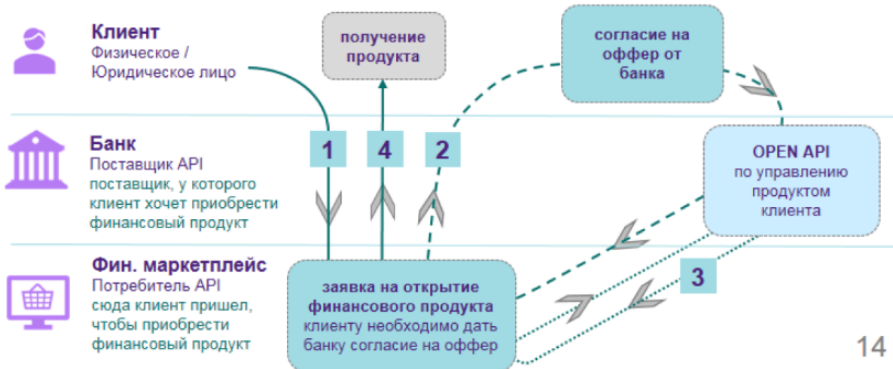 Клиент
Физическое /
Юридическое лицо
получение
продукта
согласие на
оффер от
банка
Банк
Поставщик API
поставщик, у которого
клиент хочет приобрести
финансовый продукт
1
4
2
OPEN API
по управлению
продуктом
клиента
Фин. маркетплейс
Потребитель API
сюда клиент пришел,
чтобы приобрести
финансовый продукт
заявка на открытие
финансового продукта
клиенту необходимо дать
банку согласие на оффер
3
14